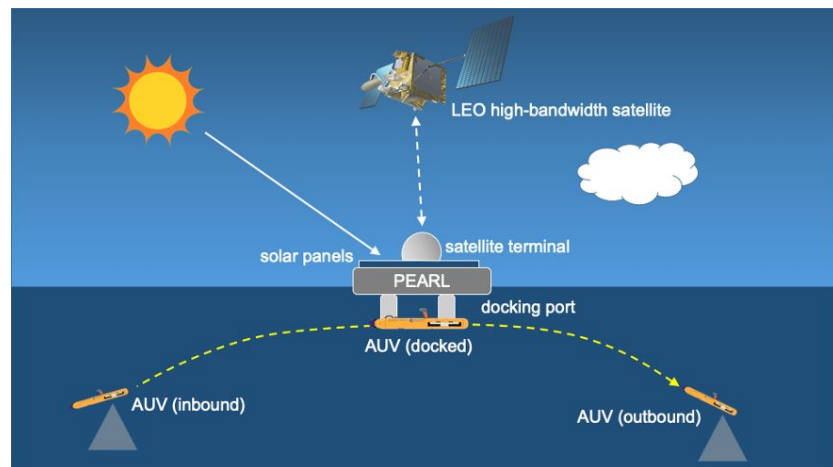 LEO high-bandwidth satellite
satellite terminal
solar panels
PEARL
docking port
AUV (docked)
AUV (inbound)
AUV (outbound)